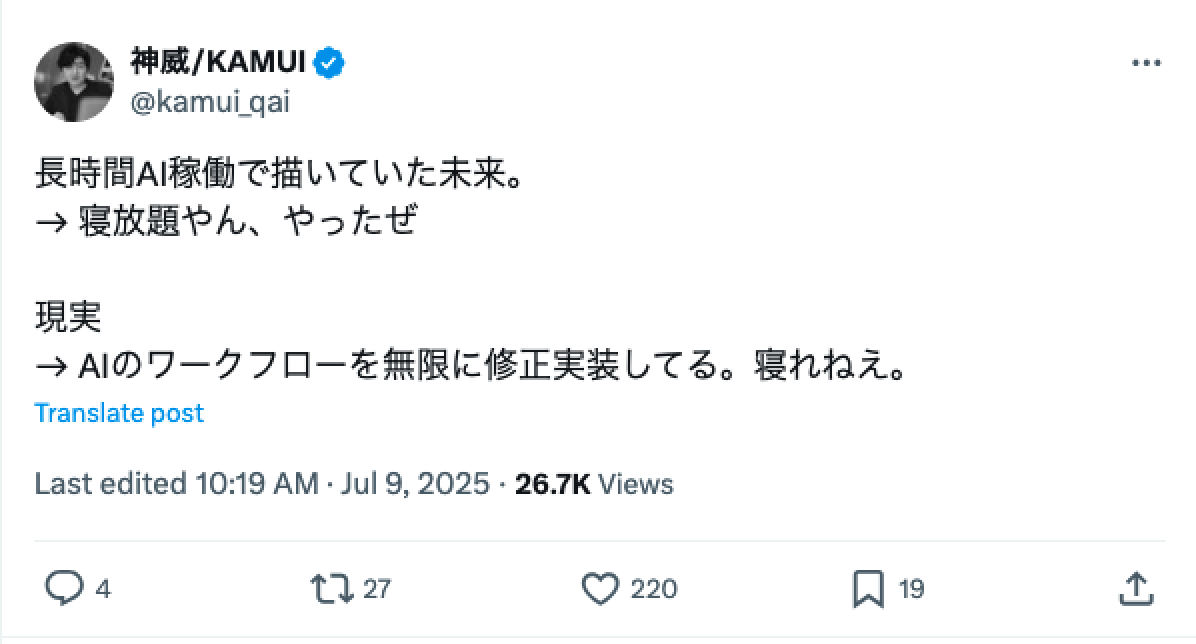 神威/KAMUI
@kamui_qai
長時間AI稼働で描いていた未来。
→ 寝放題やん、やったぜ
現実
→ AIのワークフローを無限に修正実装してる。寝れねえ。
Translate post
Last edited 10:19 AM · Jul 9, 2025 · 26.7K Views
4 27 220 19